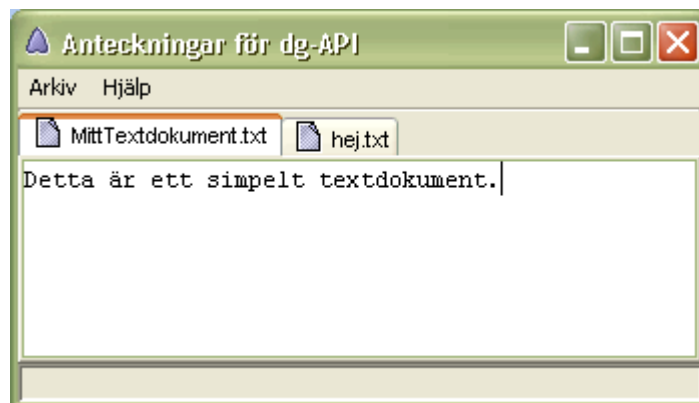 Anteckningar för dg-API
Arkiv Hjälp
MittTextdokument.txt hej.txt
Detta är ett simpelt textdokument.